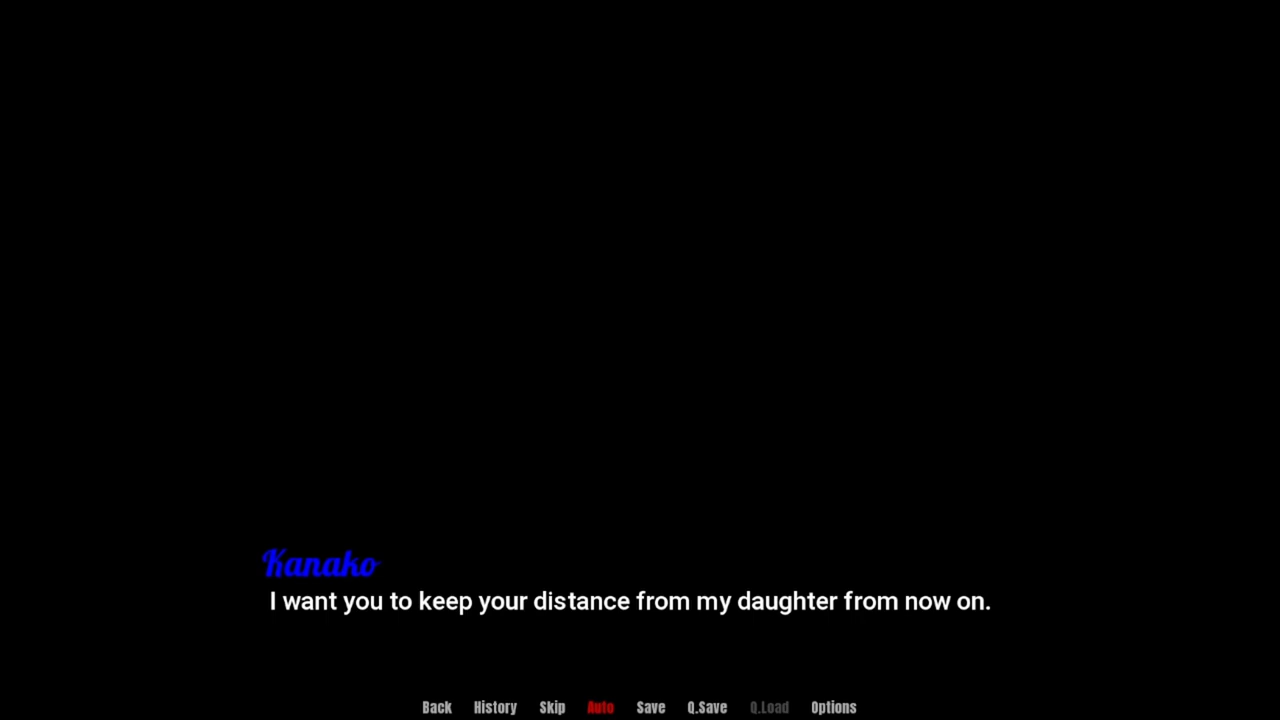 Kanako
I want you to keep your distance from my daughter from now on.
Back History Skip Auto Save Q.Save Q.Load Options